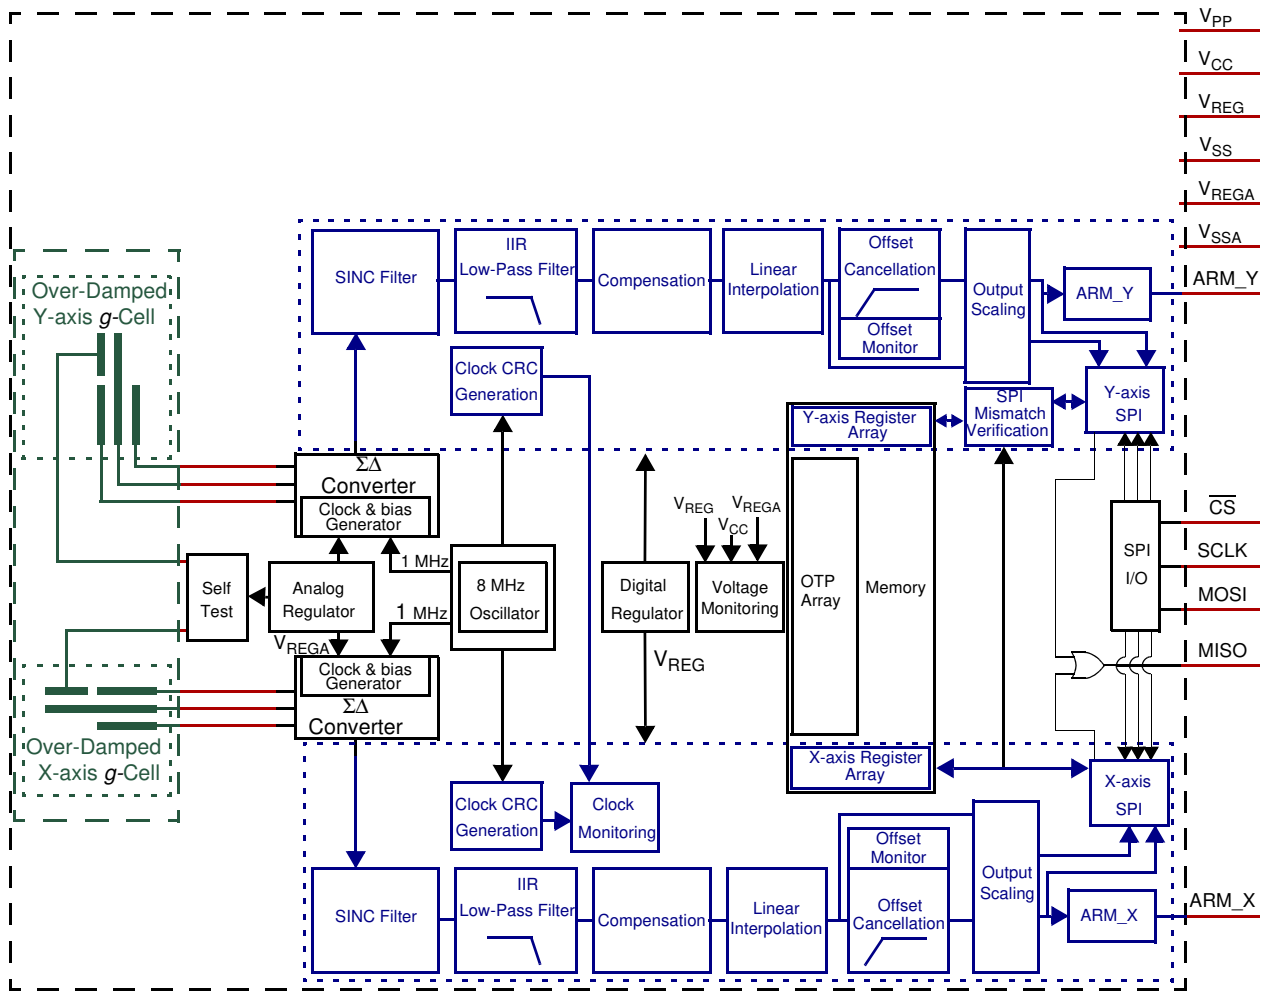 VPP
VCC
VREG
VSS
VREGA
VSSA
ARM_Y
SINC Filter
IIR
Low-Pass Filter
Compensation
Linear
Interpolation
Offset
Cancellation
Offset
Monitor
Output
Scaling
ARM_Y
Over-Damped
Y-axis g-Cell
Clock CRC
Generation
Y-axis Register
Array
SPI
Mismatch
Verification
Y-axis
SPI
ΣΔ
Converter
Clock & bias
Generator
VREG
VREGA
VCC
CS
SCLK
MOSI
MISO
SPI
I/O
1 MHz
Self
Test
Analog
Regulator
8 MHz
Oscillator
Digital
Regulator
Voltage
Monitoring
OTP
Array
Memory
1 MHz
VREGA
VREG
Clock & bias
Generator
ΣΔ
Converter
Over-Damped
X-axis g-Cell
X-axis Register
Array
X-axis
SPI
Clock CRC
Generation
Clock
Monitoring
SINC Filter
IIR
Low-Pass Filter
Compensation
Linear
Interpolation
Offset
Monitor
Offset
Cancellation
Output
Scaling
ARM_X
ARM_X